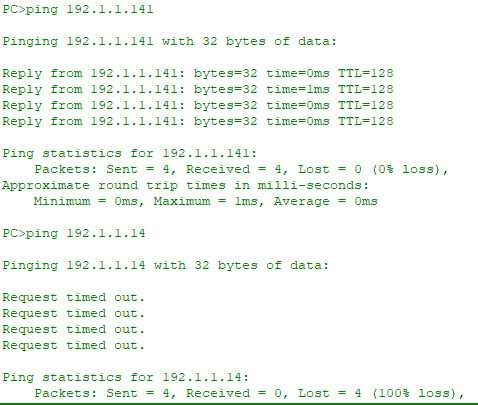 PC>ping 192.1.1.141
Pinging 192.1.1.141 with 32 bytes of data:
Reply from 192.1.1.141: bytes=32 time=0ms TTL=128
Reply from 192.1.1.141: bytes=32 time=1ms TTL=128
Reply from 192.1.1.141: bytes=32 time=0ms TTL=128
Reply from 192.1.1.141: bytes=32 time=0ms TTL=128
Ping statistics for 192.1.1.141:
    Packets: Sent = 4, Received = 4, Lost = 0 (0% loss),
Approximate round trip times in milli-seconds:
    Minimum = 0ms, Maximum = 1ms, Average = 0ms
PC>ping 192.1.1.14
Pinging 192.1.1.14 with 32 bytes of data:
Request timed out.
Request timed out.
Request timed out.
Request timed out.
Ping statistics for 192.1.1.14:
    Packets: Sent = 4, Received = 0, Lost = 4 (100% loss),